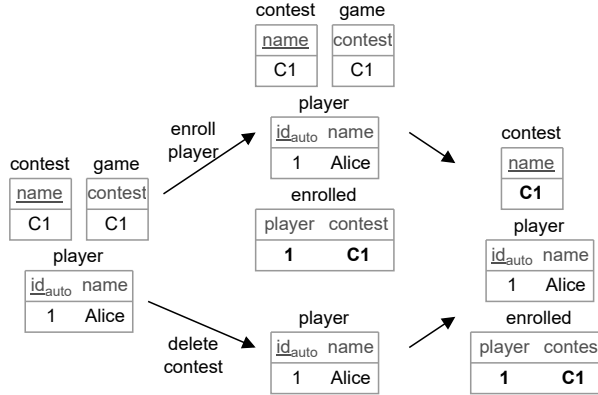 contest game
name contest
C1 C1
player
id auto name
1 Alice
enroll
player
contest game
name contest
C1 C1
player
id auto name
1 Alice
enrolled
player contest
1 C1
delete
contest
player
id auto name
1 Alice
contest
name
C1
player
id auto name
1 Alice
enrolled
player contes
1 C1